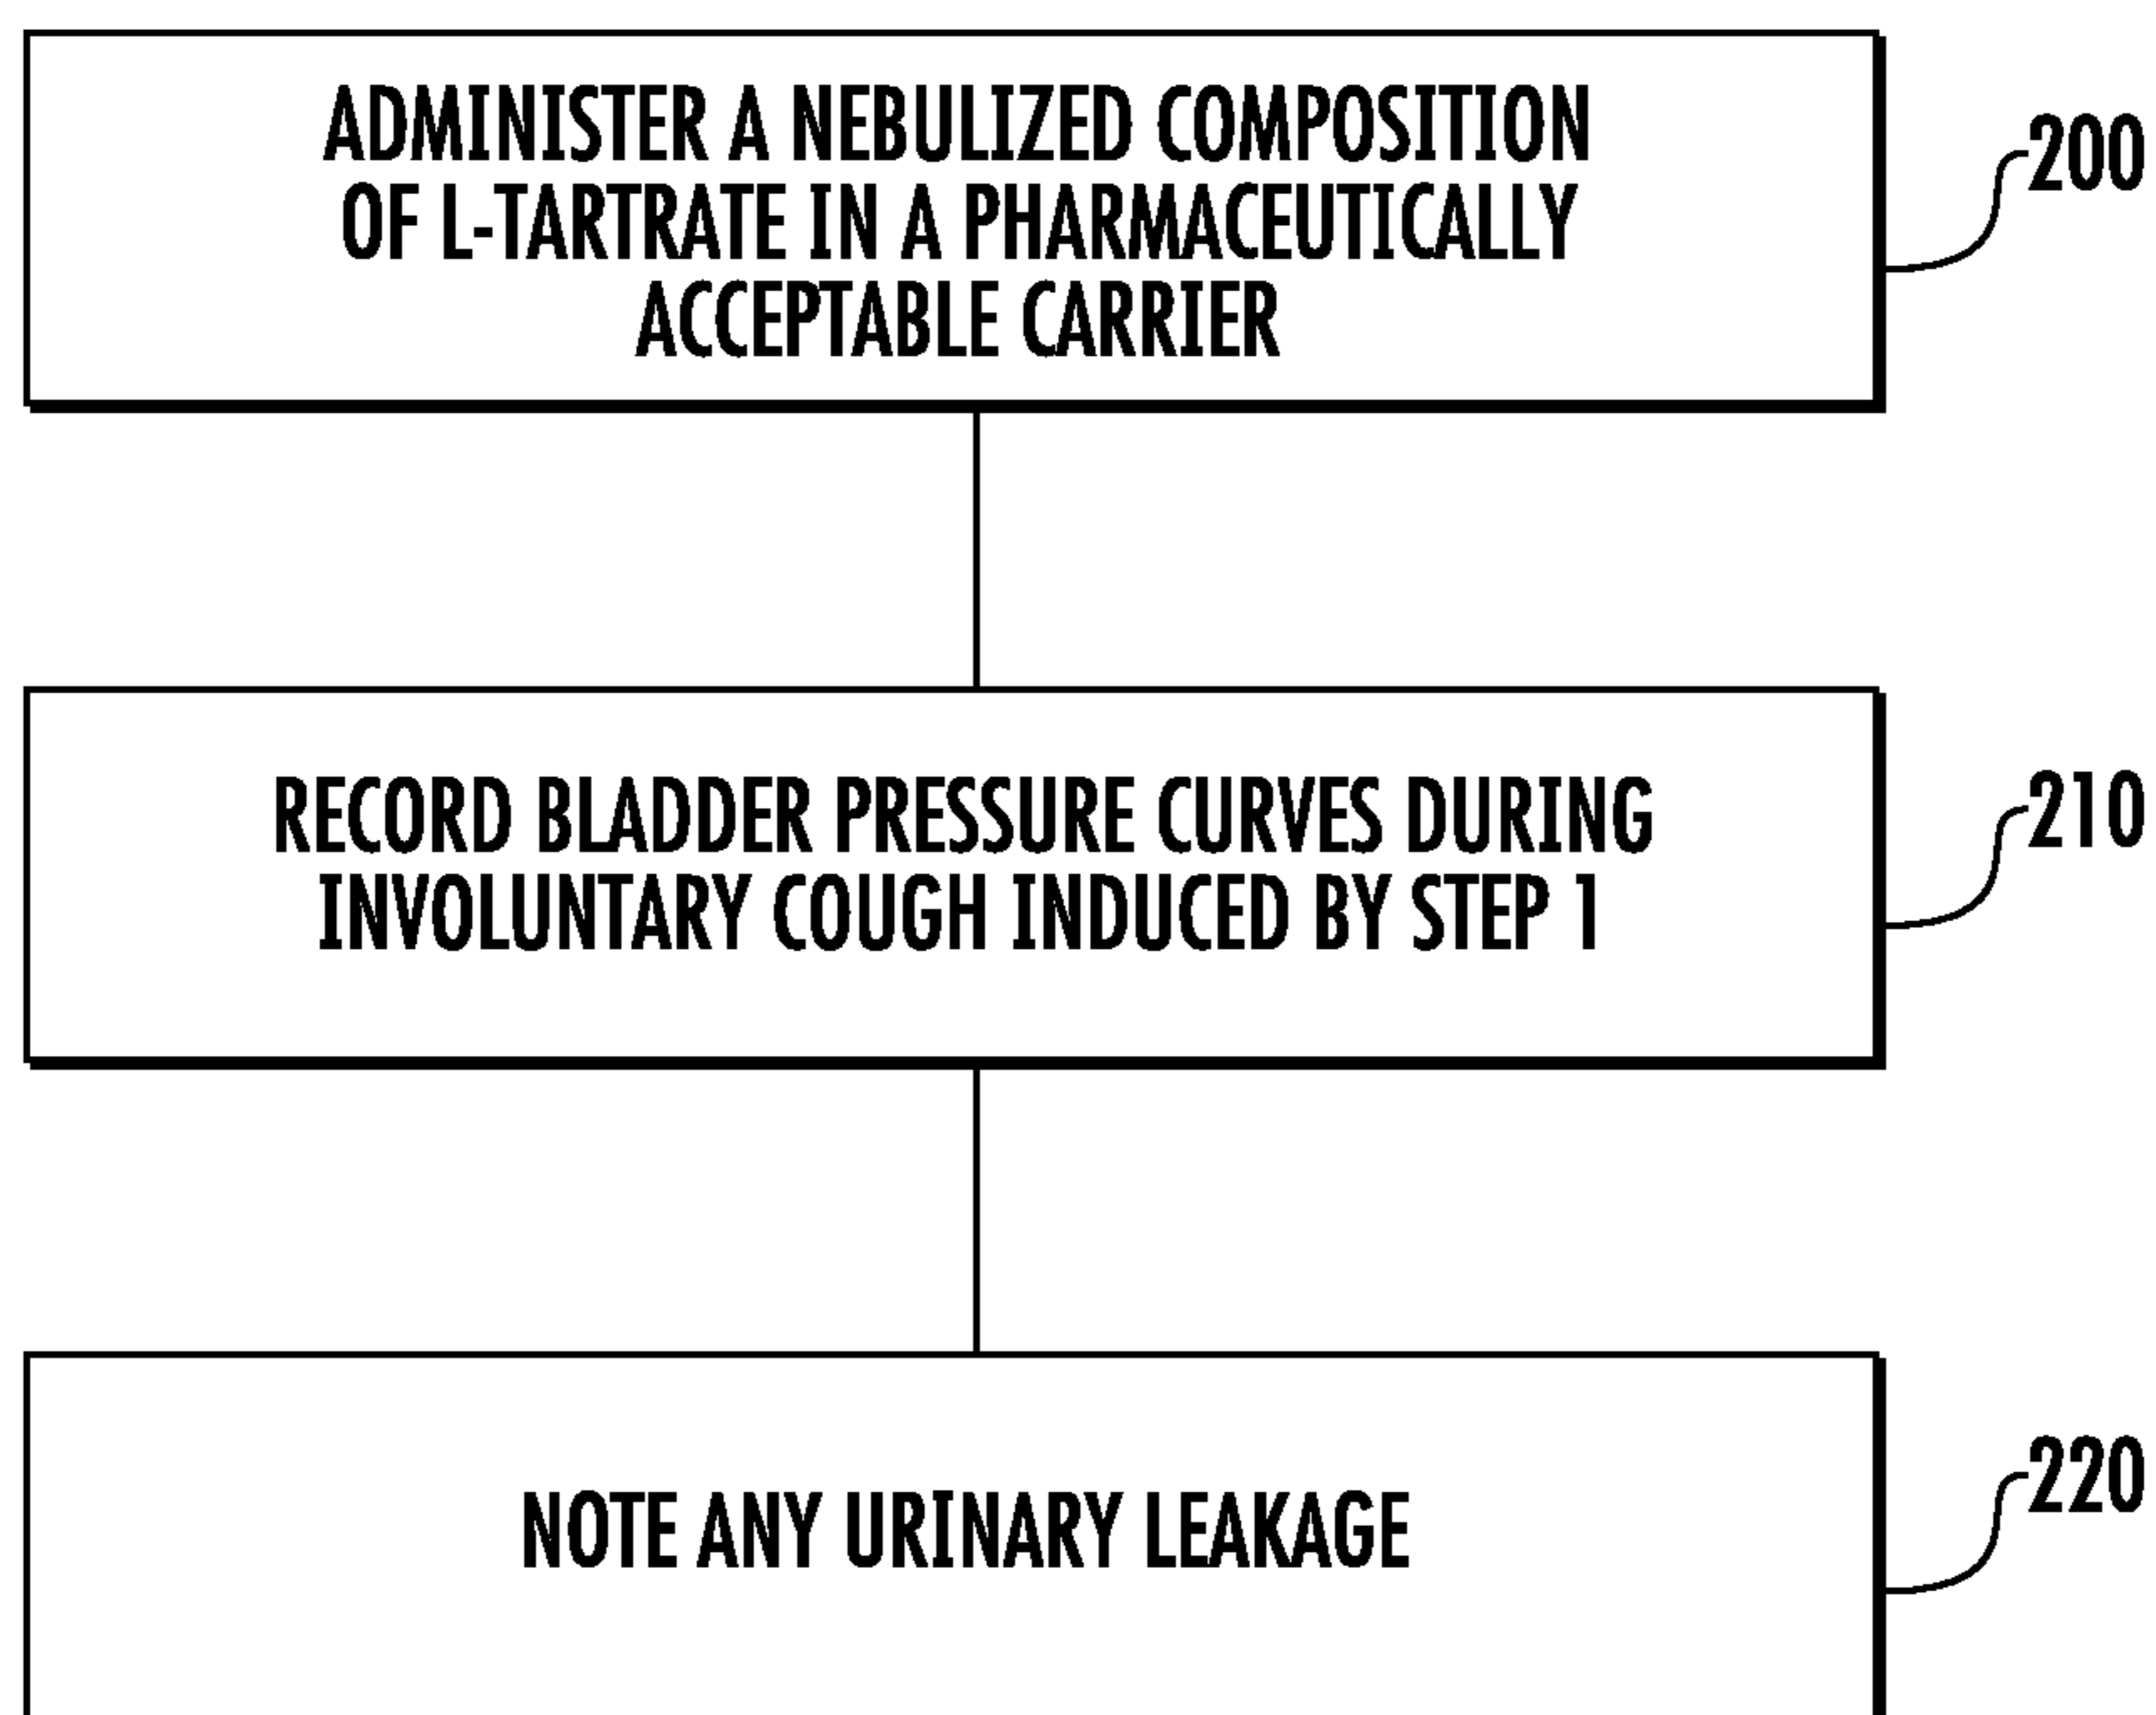 ADMINISTER A NEBULIZED COMPOSITION
OF L-TARTRATE IN A PHARMACEUTICALLY
ACCEPTABLE CARRIER
200
RECORD BLADDER PRESSURE CURVES DURING
INVOLUNTARY COUGH INDUCED BY STEP 1
210
NOTE ANY URINARY LEAKAGE
220